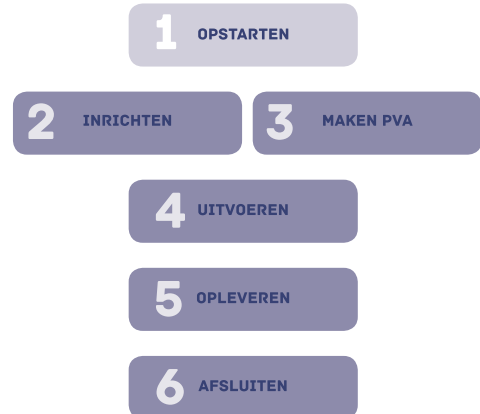 1 OPSTARTEN
2 INRICHTEN
3 MAKEN PVA
4 UITVOEREN
5 OPLEVEREN
6 AFSLUITEN